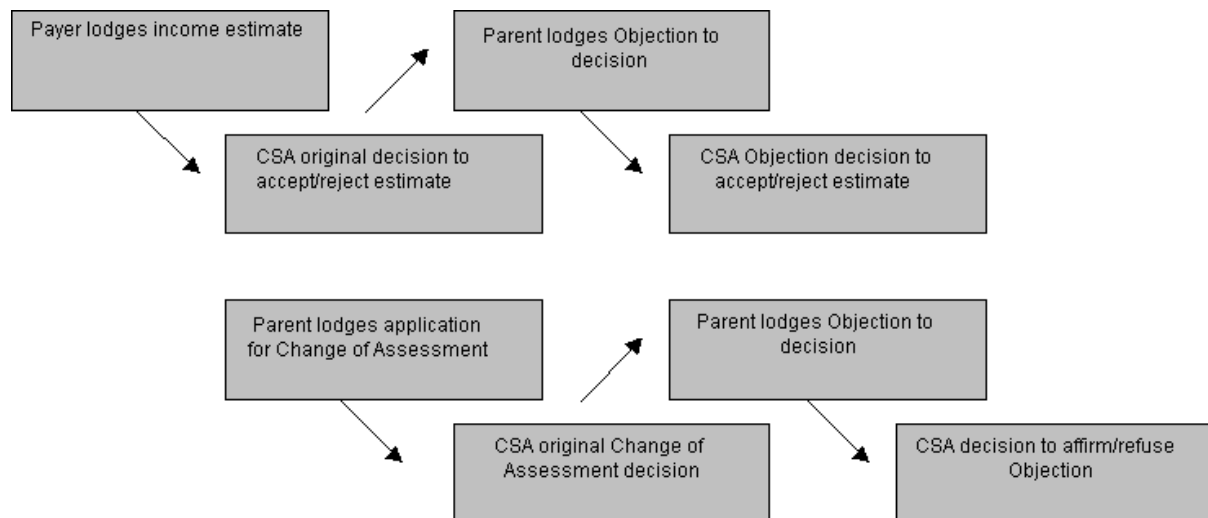 Payer lodges income estimate
Parent lodges Objection to
decision
CSA original decision to
accept/reject estimate
CSA Objection decision to
accept/reject estimate
Parent lodges application
for Change of Assessment
Parent lodges Objection to
decision
CSA original Change of
Assessment decision
CSA decision to affirm/refuse
Objection